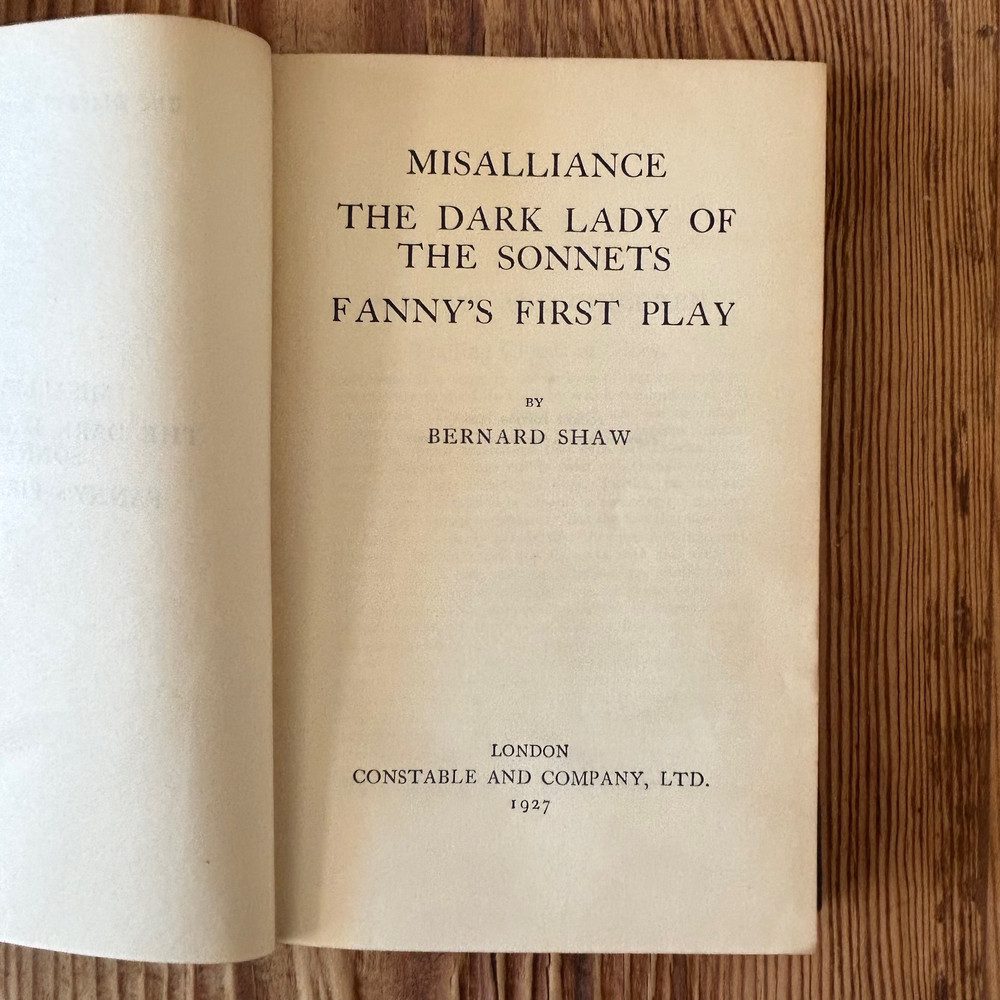 MISALLIANCE
THE DARK LADY OF
THE SONNETS
FANNY'S FIRST PLAY
BY
BERNARD SHAW
LONDON
CONSTABLE AND COMPANY, LTD.
1927